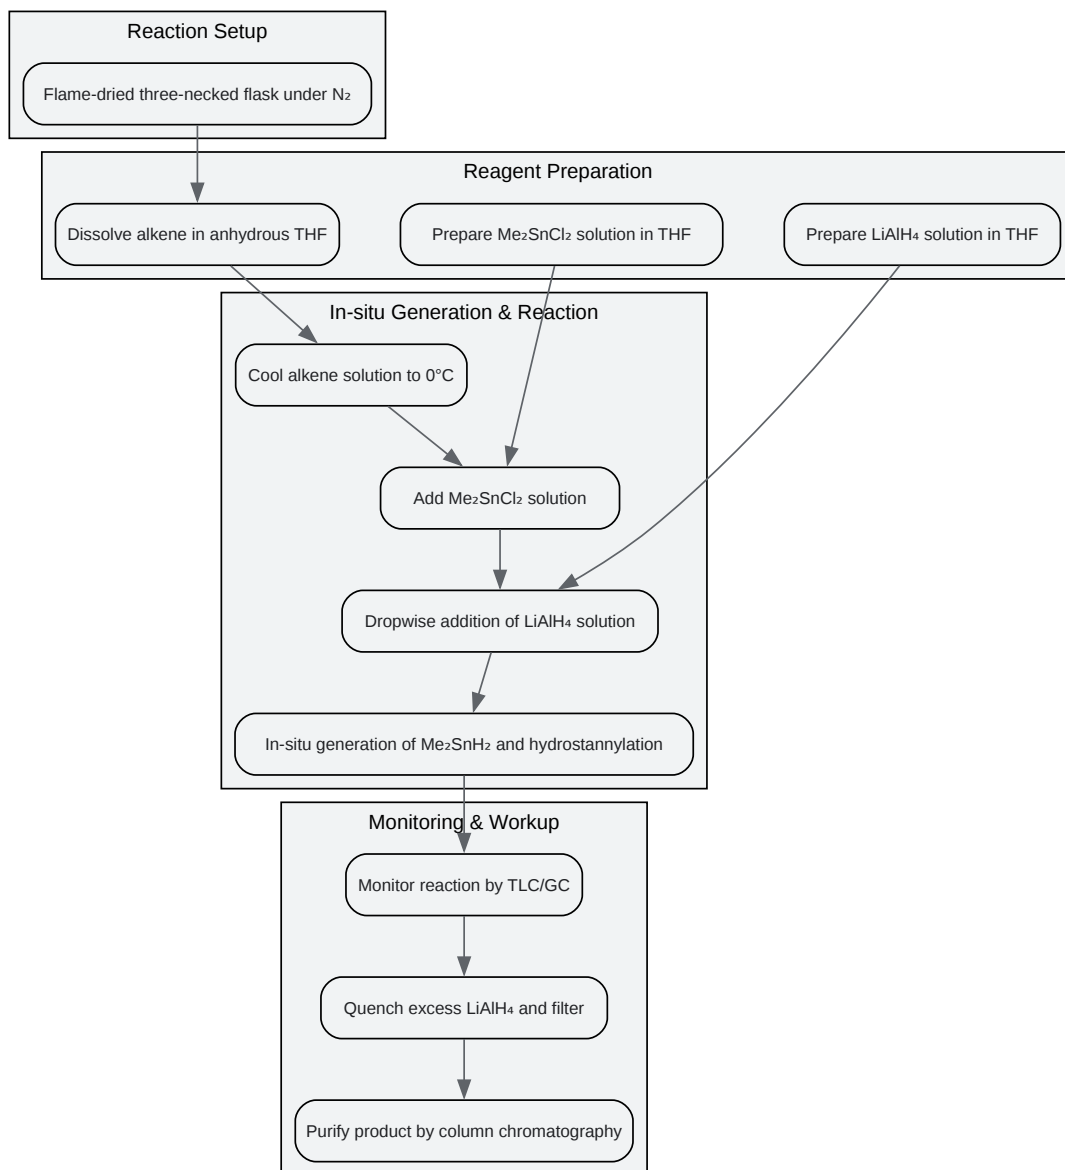 Reaction Setup
Flame-dried three-necked flask under N₂
Reagent Preparation
Dissolve alkene in anhydrous THF
Prepare Me₂SnCl₂ solution in THF
Prepare LiAlH₄ solution in THF
In-situ Generation & Reaction
Cool alkene solution to 0°C
Add Me₂SnCl₂ solution
Dropwise addition of LiAlH₄ solution
In-situ generation of Me₂SnH₂ and hydrostannylation
Monitoring & Workup
Monitor reaction by TLC/GC
Quench excess LiAlH₄ and filter
Purify product by column chromatography